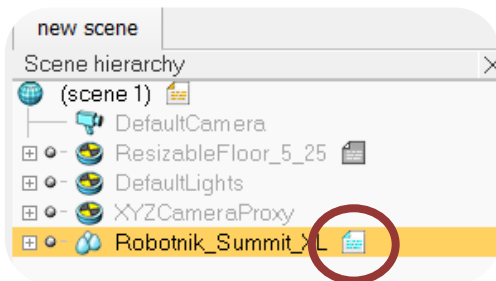 new scene
Scene hierarchy
(scene 1)
DefaultCamera
ResizableFloor_5_25
DefaultLights
XYZCameraProxy
Robotnik_Summit_XL